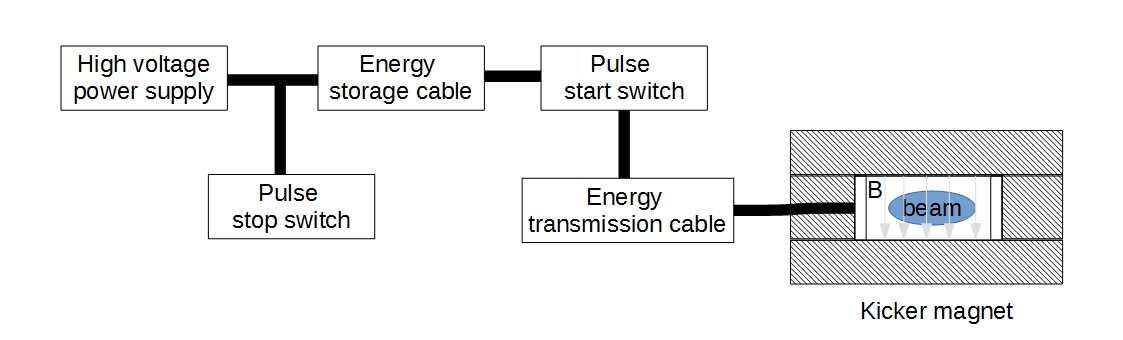 High voltage
power supply
Energy
storage cable
Pulse
start switch
Pulse
stop switch
Energy
transmission cable
B
beam
Kicker magnet